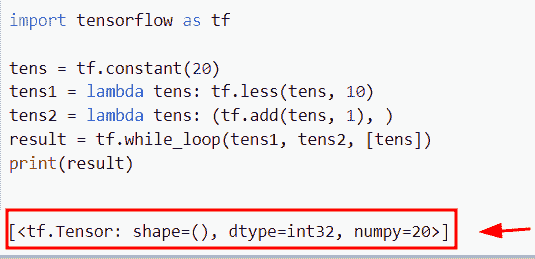 import tensorflow as tf
tens = tf.constant(20)
tens1 = lambda tens: tf.less(tens, 10)
tens2 = lambda tens: (tf.add(tens, 1), )
result = tf.while_loop(tens1, tens2, [tens])
print(result)
[<tf.Tensor: shape=(), dtype=int32, numpy=20>]